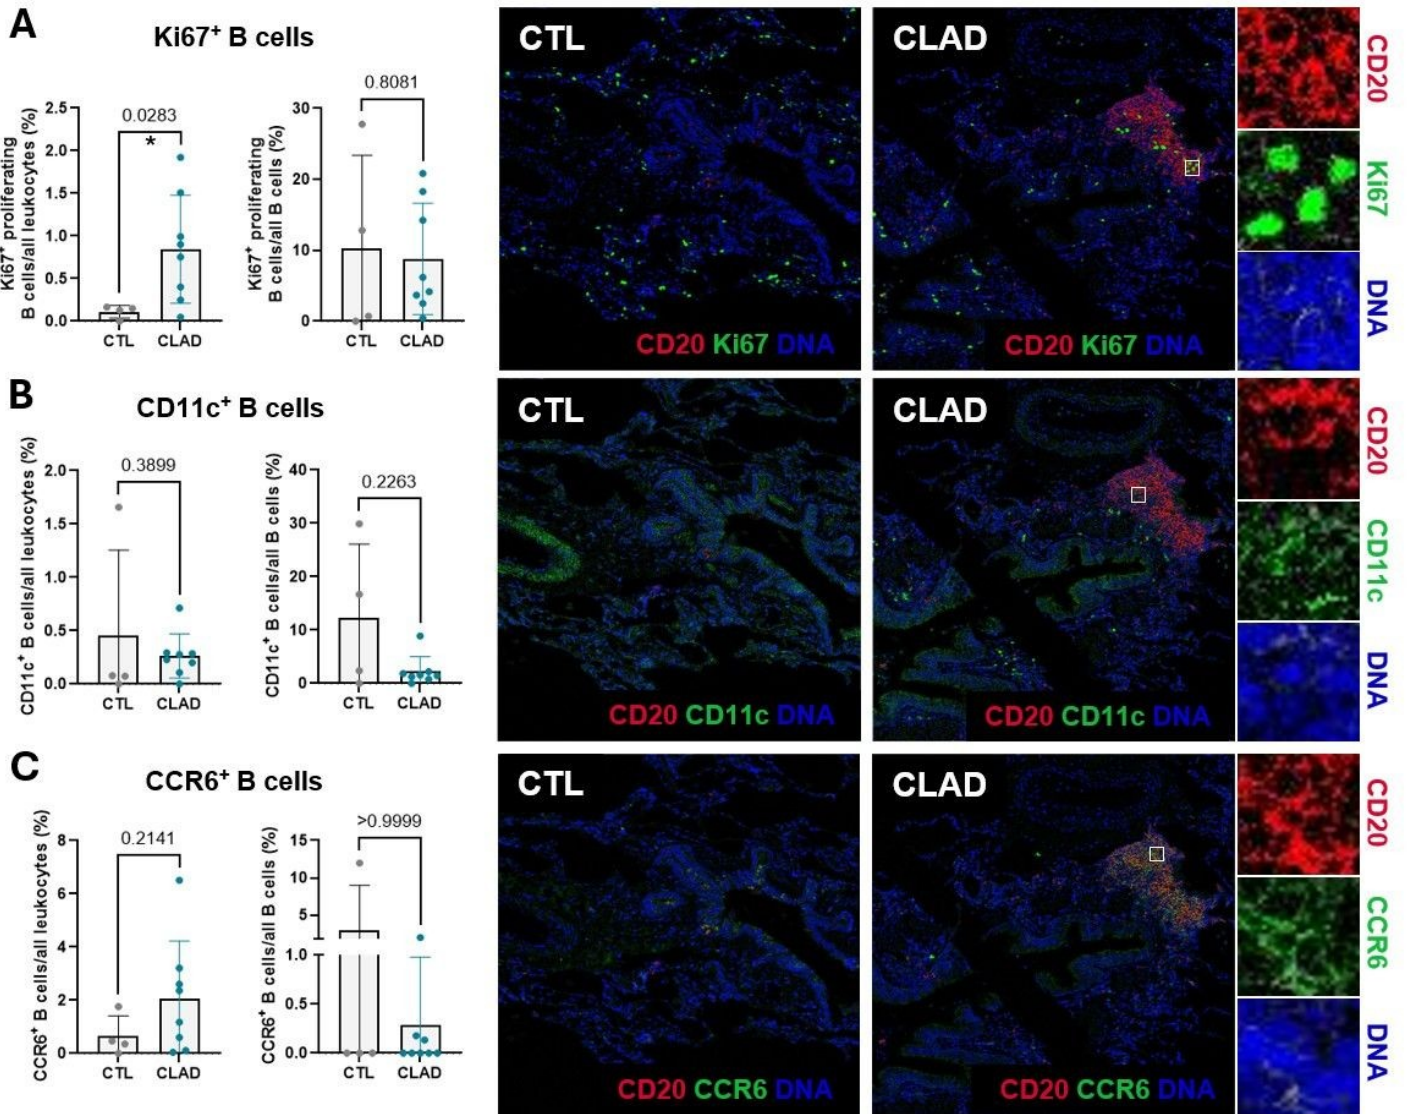 A
Ki67⁺ B cells
Ki67⁺ proliferating
B cells/all leukocytes (%)
2.5
2.0
1.5
1.0
0.5
0.0
0.0283
*
CTL CLAD
Ki67⁺ proliferating
B cells/all B cells (%)
30
20
10
0
0.8081
CTL CLAD
CTL
CD20 Ki67 DNA
CLAD
CD20 Ki67 DNA
CD20
Ki67
DNA
B
CD11c⁺ B cells
CD11c⁺ B cells/all leukocytes (%)
2.0
1.5
1.0
0.5
0.0
0.3899
CTL CLAD
CD11c⁺ B cells/all B cells (%)
40
30
20
10
0
0.2263
CTL CLAD
CTL
CD20 CD11c DNA
CLAD
CD20 CD11c DNA
CD20
CD11c
DNA
C
CCR6⁺ B cells
CCR6⁺ B cells/all leukocytes (%)
8
6
4
2
0
0.2141
CTL CLAD
CCR6⁺ B cells/all B cells (%)
15
10
5
1.0
0.5
0.0
>0.9999
CTL CLAD
CTL
CD20 CCR6 DNA
CLAD
CD20 CCR6 DNA
CD20
CCR6
DNA